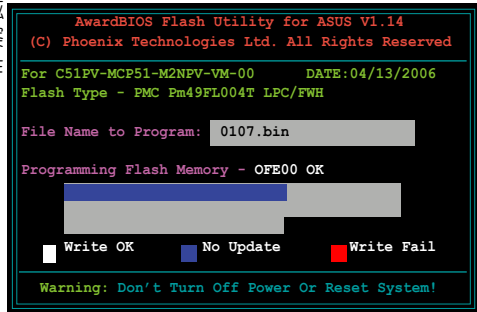 AwardBIOS Flash Utility for ASUS V1.14
(C) Phoenix Technologies Ltd. All Rights Reserved
For C51PV-MCP51-M2NPV-VM-00 DATE:04/13/2006
Flash Type - PMC Pm49FL004T LPC/FWH
File Name to Program: 0107.bin
Programming Flash Memory - OFE00 OK
Write OK No Update Write Fail
Warning: Don't Turn Off Power Or Reset System!